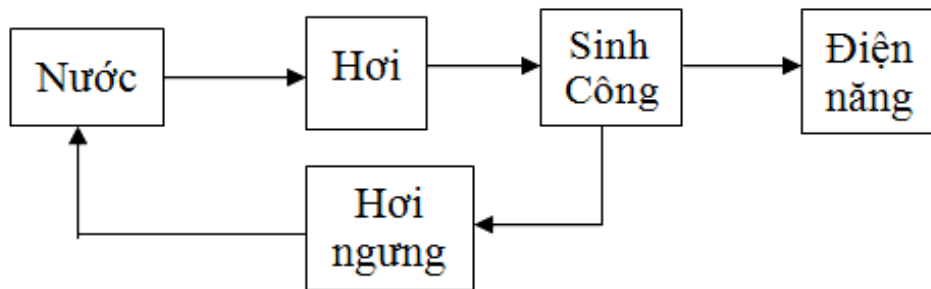 Nước
Hơi
Sinh
Công
Điện
năng
Hơi
ngưng